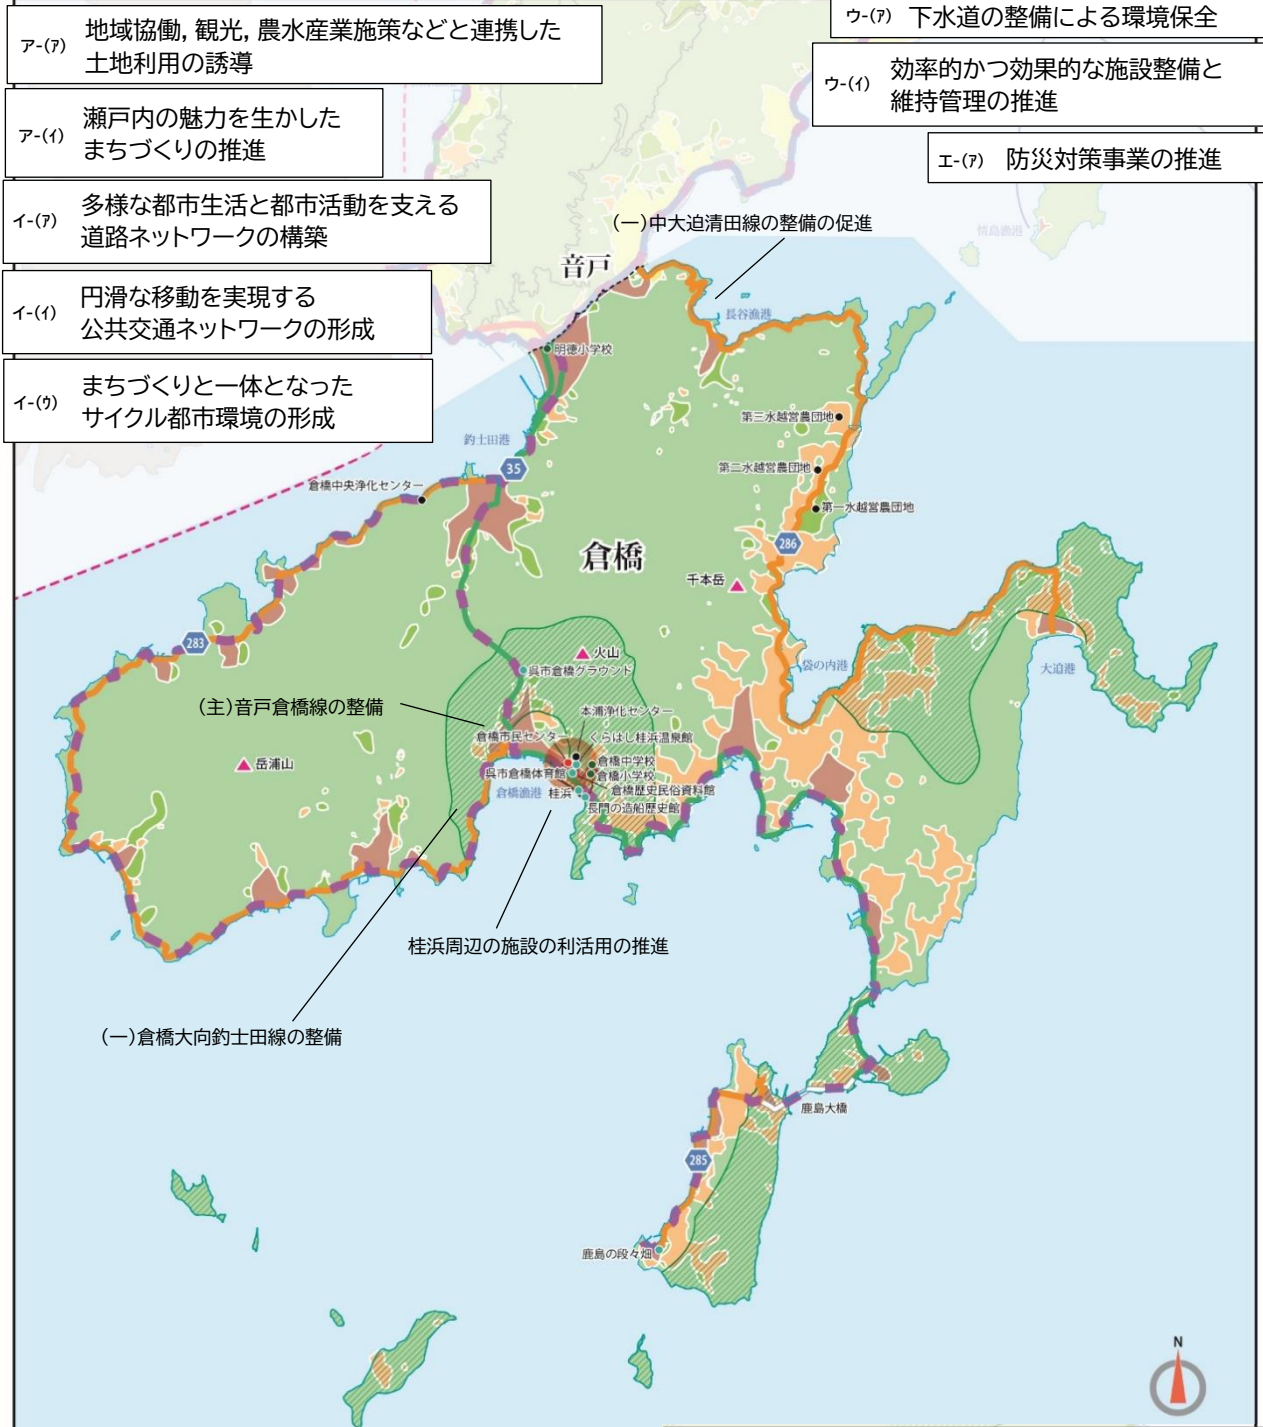 ア-(ア) 地域協働, 観光, 農水産業施策などと連携した
土地利用の誘導
ア-(イ) 瀬戸内の魅力を生かした
まちづくりの推進
イ-(ア) 多様な都市生活と都市活動を支える
道路ネットワークの構築
イ-(イ) 円滑な移動を実現する
公共交通ネットワークの形成
イ-(ウ) まちづくりと一体となった
サイクル都市環境の形成
ウ-(ア) 下水道の整備による環境保全
ウ-(イ) 効率的かつ効果的な施設整備と
維持管理の推進
エ-(ア) 防災対策事業の推進
(一)中大迫清田線の整備の促進
情島漁港
音戸
長谷漁港
明徳小学校
第三水越営農団地
釣士田港
35
第二水越営農団地
倉橋中央浄化センター
第一水越営農団地
286
倉橋
千本岳
283
火山
袋の内港
大迫港
呉市倉橋グラウンド
(主)音戸倉橋線の整備
本浦浄化センター
倉橋市民センター
くらはし桂浜温泉館
岳浦山
倉橋中学校
呉市倉橋体育館
倉橋小学校
倉橋漁港
桂浜
倉橋歴史民俗資料館
長門の造船歴史館
桂浜周辺の施設の利活用の推進
(一)倉橋大向釣士田線の整備
鹿島大橋
285
鹿島の段々畑
N